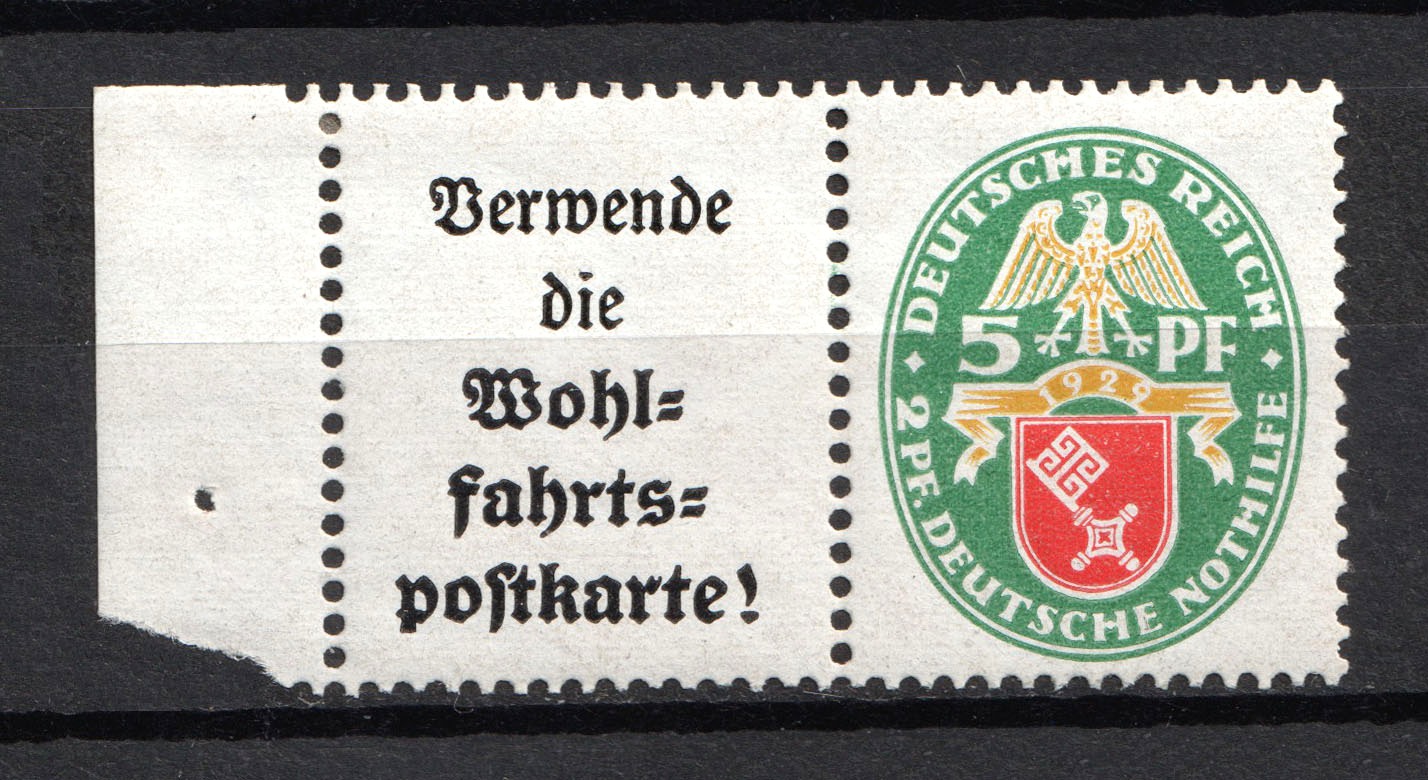 Verwende
die
Wohl=
fahrts=
postkarte!
DEUTSCHES REICH
5 PF
1929
2 PF. DEUTSCHE NOTHILFE